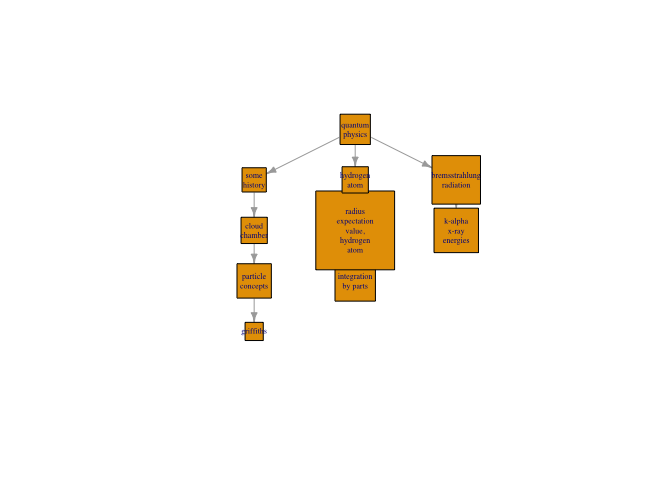 quantum
physics
some
history
hydrogen
atom
bremsstrahlung
radiation
cloud
chamber
radius
expectation
value,
hydrogen
atom
k-alpha
x-ray
energies
particle
concepts
integration
by parts
griffiths